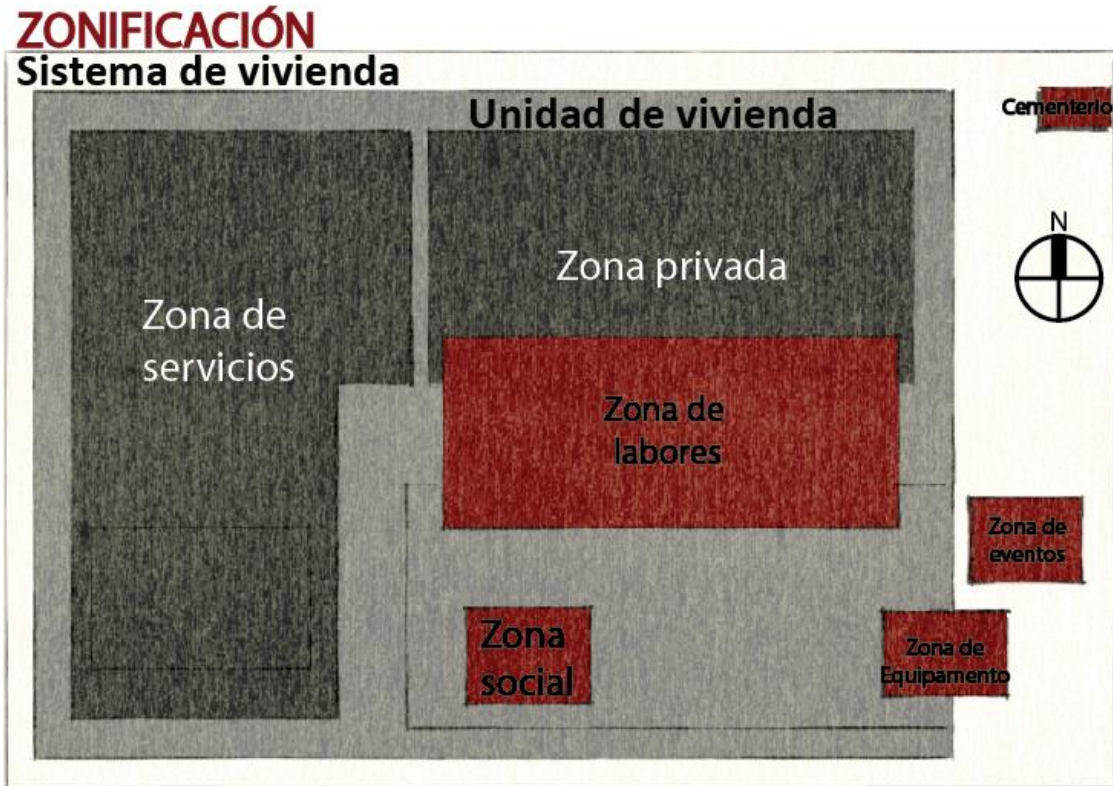 ZONIFICACIÓN
Sistema de vivienda
Unidad de vivienda
Cementerio
N
Zona privada
Zona de
servicios
Zona de
labores
Zona de
eventos
Zona
social
Zona de
Equipamento